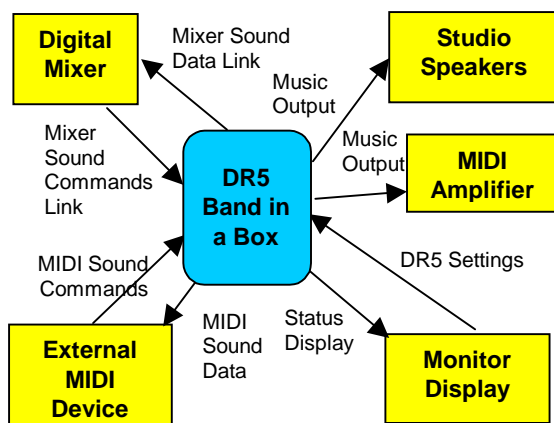 Digital
Mixer
Mixer Sound
Data Link
Studio
Speakers
Music
Output
Mixer
Sound
Commands
Link
DR5
Band in
a Box
Music
Output
MIDI
Amplifier
MIDI Sound
Commands
DR5 Settings
MIDI
Sound
Data
Status
Display
External
MIDI
Device
Monitor
Display